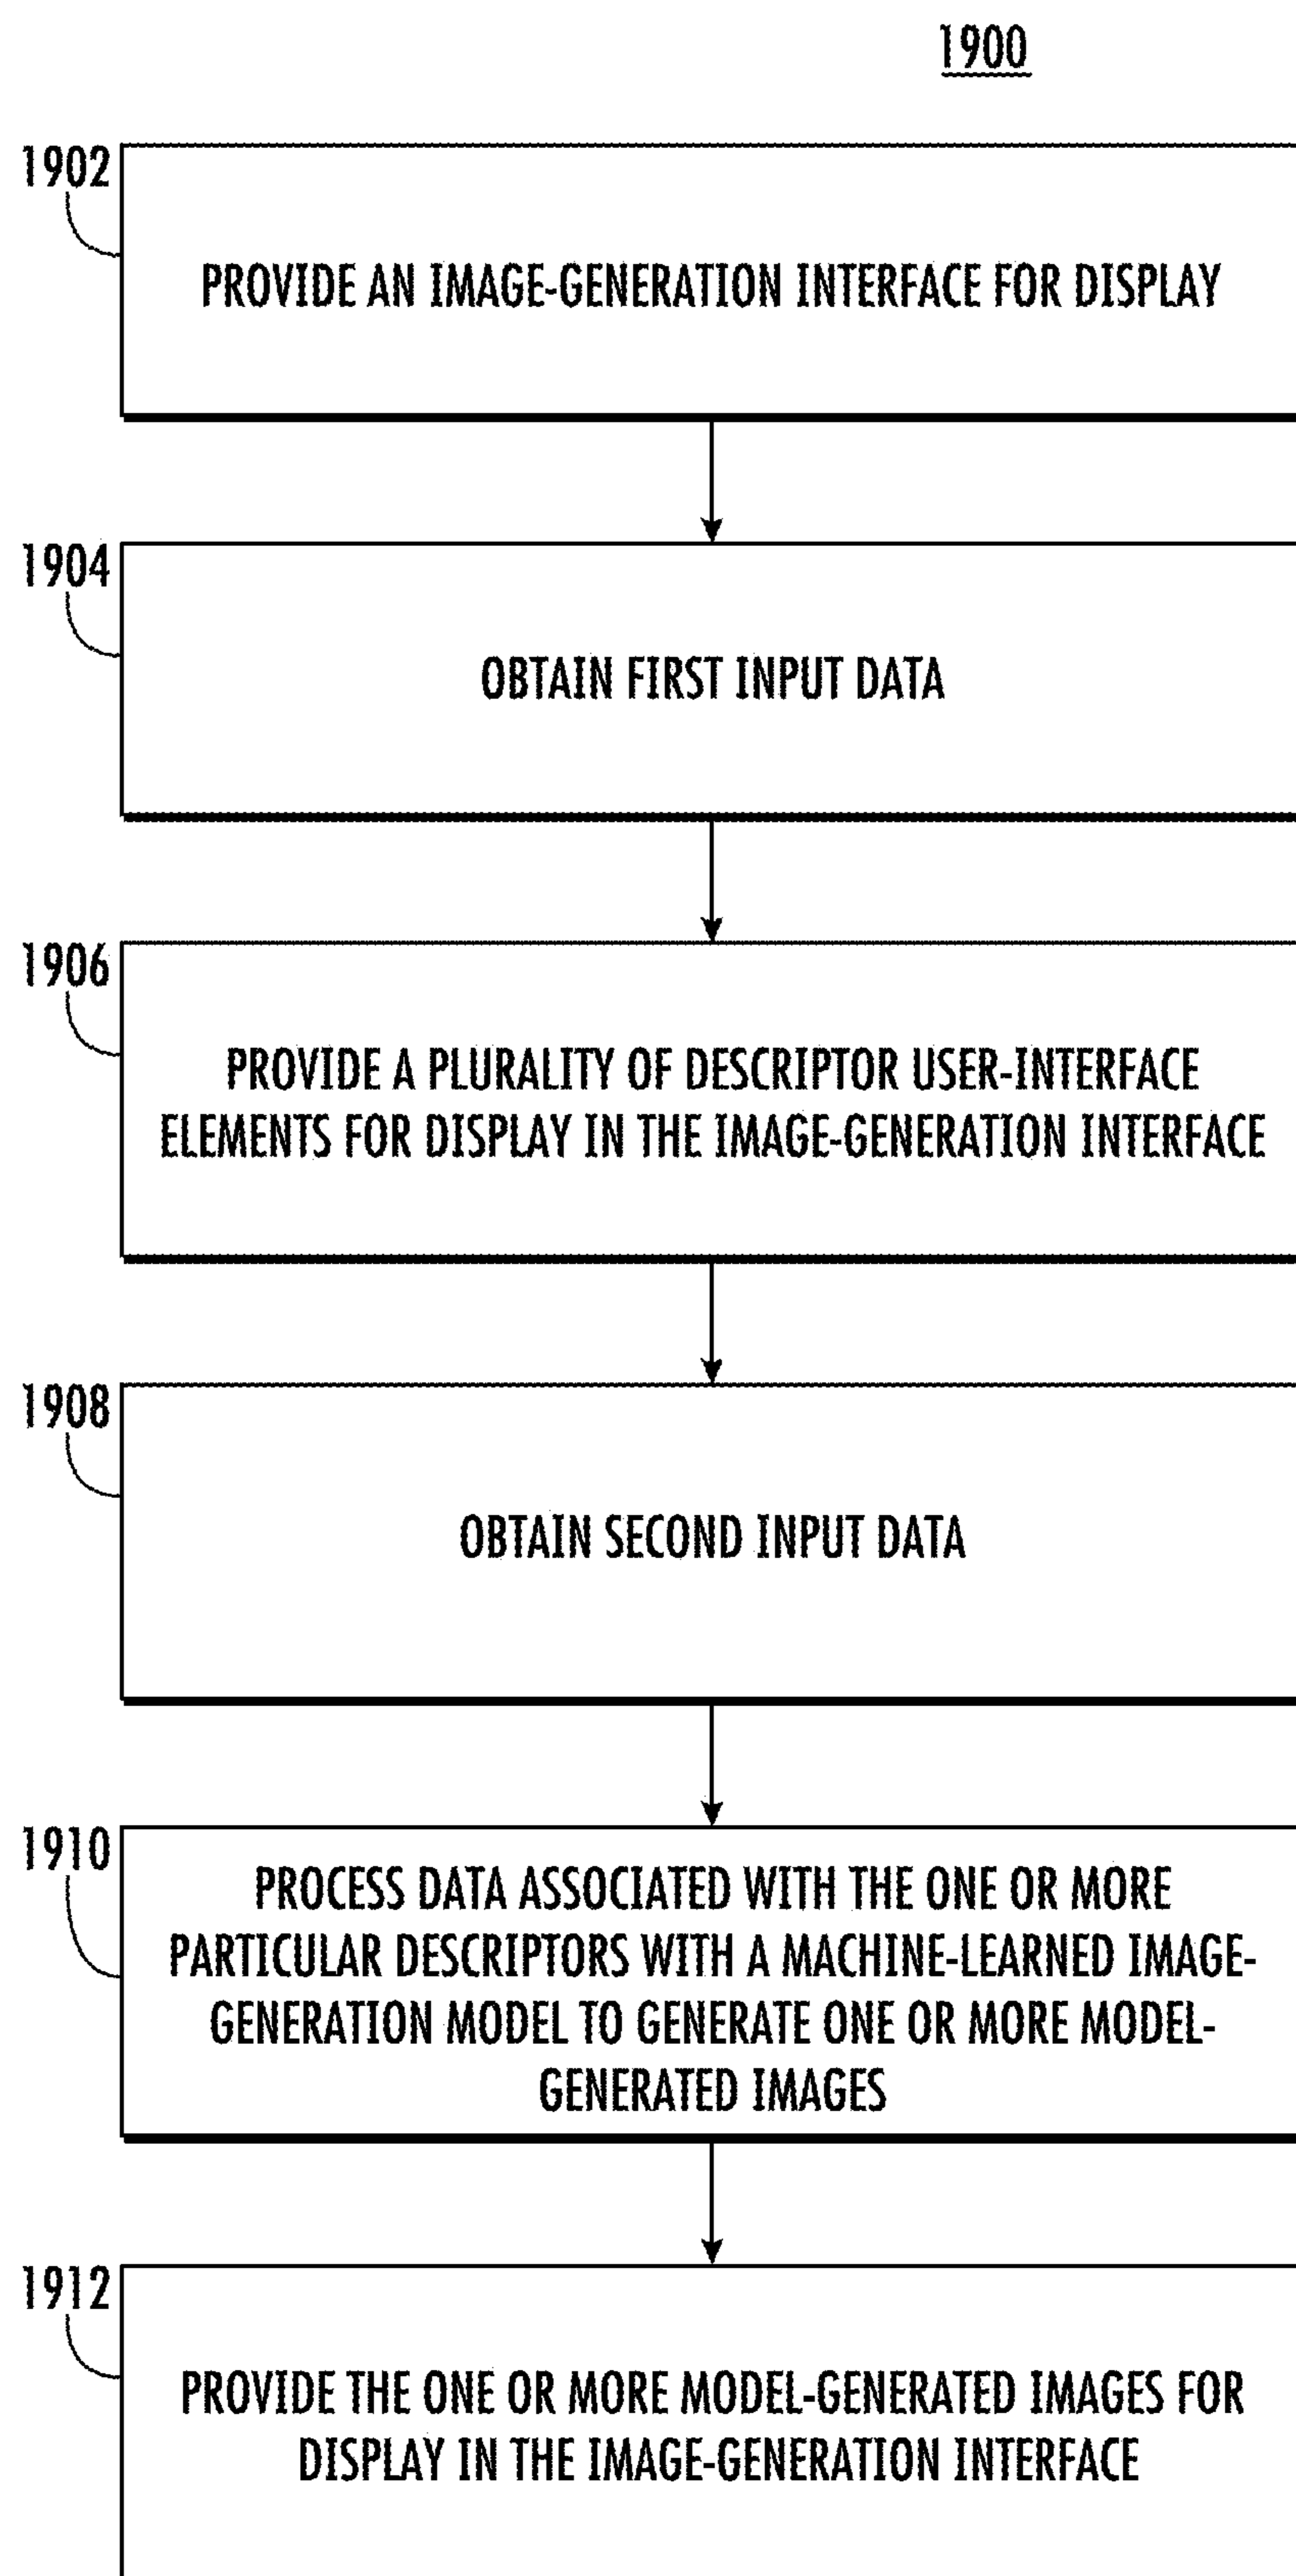 1900
1902
PROVIDE AN IMAGE-GENERATION INTERFACE FOR DISPLAY
1904
OBTAIN FIRST INPUT DATA
1906
PROVIDE A PLURALITY OF DESCRIPTOR USER-INTERFACE
ELEMENTS FOR DISPLAY IN THE IMAGE-GENERATION INTERFACE
1908
OBTAIN SECOND INPUT DATA
1910
PROCESS DATA ASSOCIATED WITH THE ONE OR MORE
PARTICULAR DESCRIPTORS WITH A MACHINE-LEARNED IMAGE-
GENERATION MODEL TO GENERATE ONE OR MORE MODEL-
GENERATED IMAGES
1912
PROVIDE THE ONE OR MORE MODEL-GENERATED IMAGES FOR
DISPLAY IN THE IMAGE-GENERATION INTERFACE